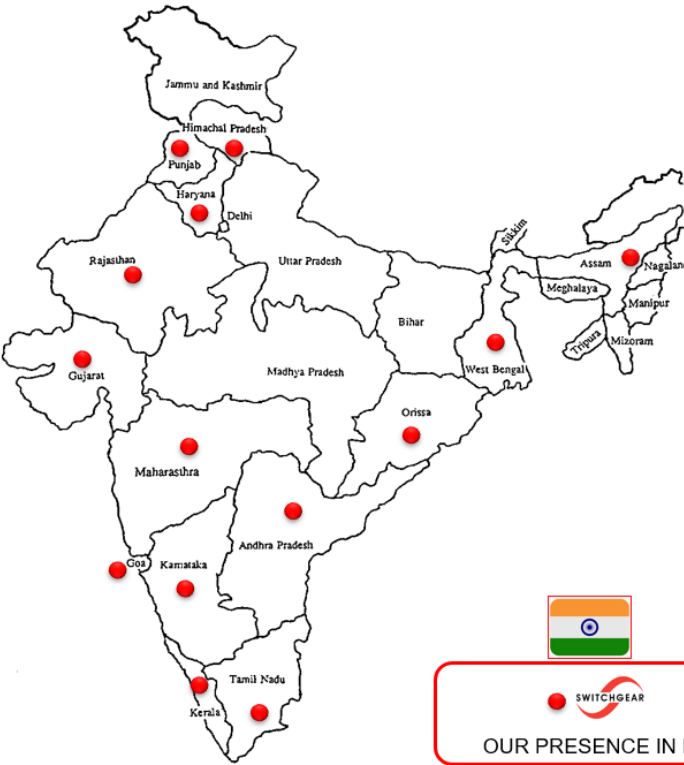 Jammu and Kashmir
Himachal Pradesh
Punjab
Haryana
Delhi
Rajasthan
Uttar Pradesh
Sikkim
Assam
Nagaland
Meghalaya
Manipur
Bihar
Tripura
Mizoram
Gujarat
Madhya Pradesh
West Bengal
Orissa
Maharasthra
Andhra Pradesh
Goa
Karnataka
Tamil Nadu
Kerala
SWITCHGEAR
OUR PRESENCE IN